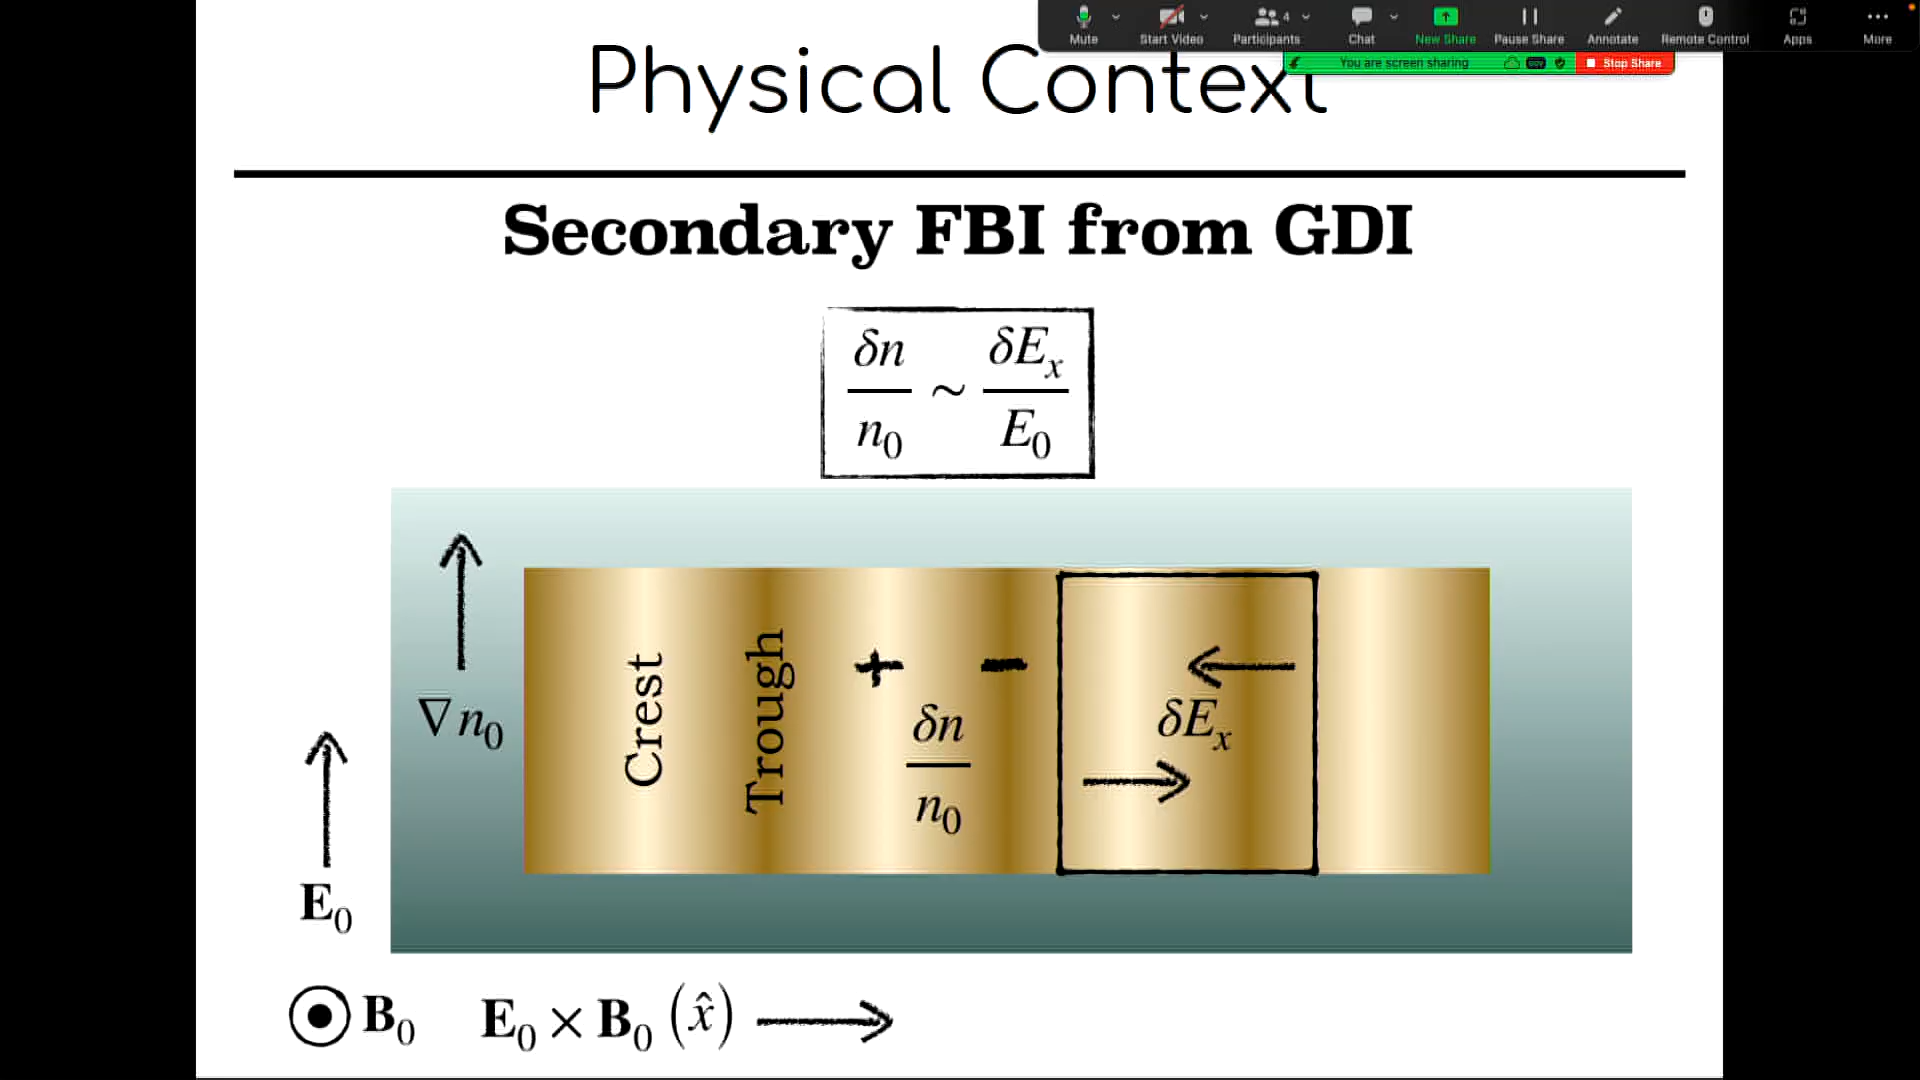 Mute
Start Video
Participants 4
Chat
New Share
Pause Share
Annotate
Remote Control
Apps
More
You are screen sharing
Stop Share
Physical Context
Secondary FBI from GDI
δn/n₀ ~ δEₓ/E₀
∇n₀
Crest
Trough
+ −
δn/n₀
δEₓ
E₀
B₀ E₀ × B₀ (x̂)